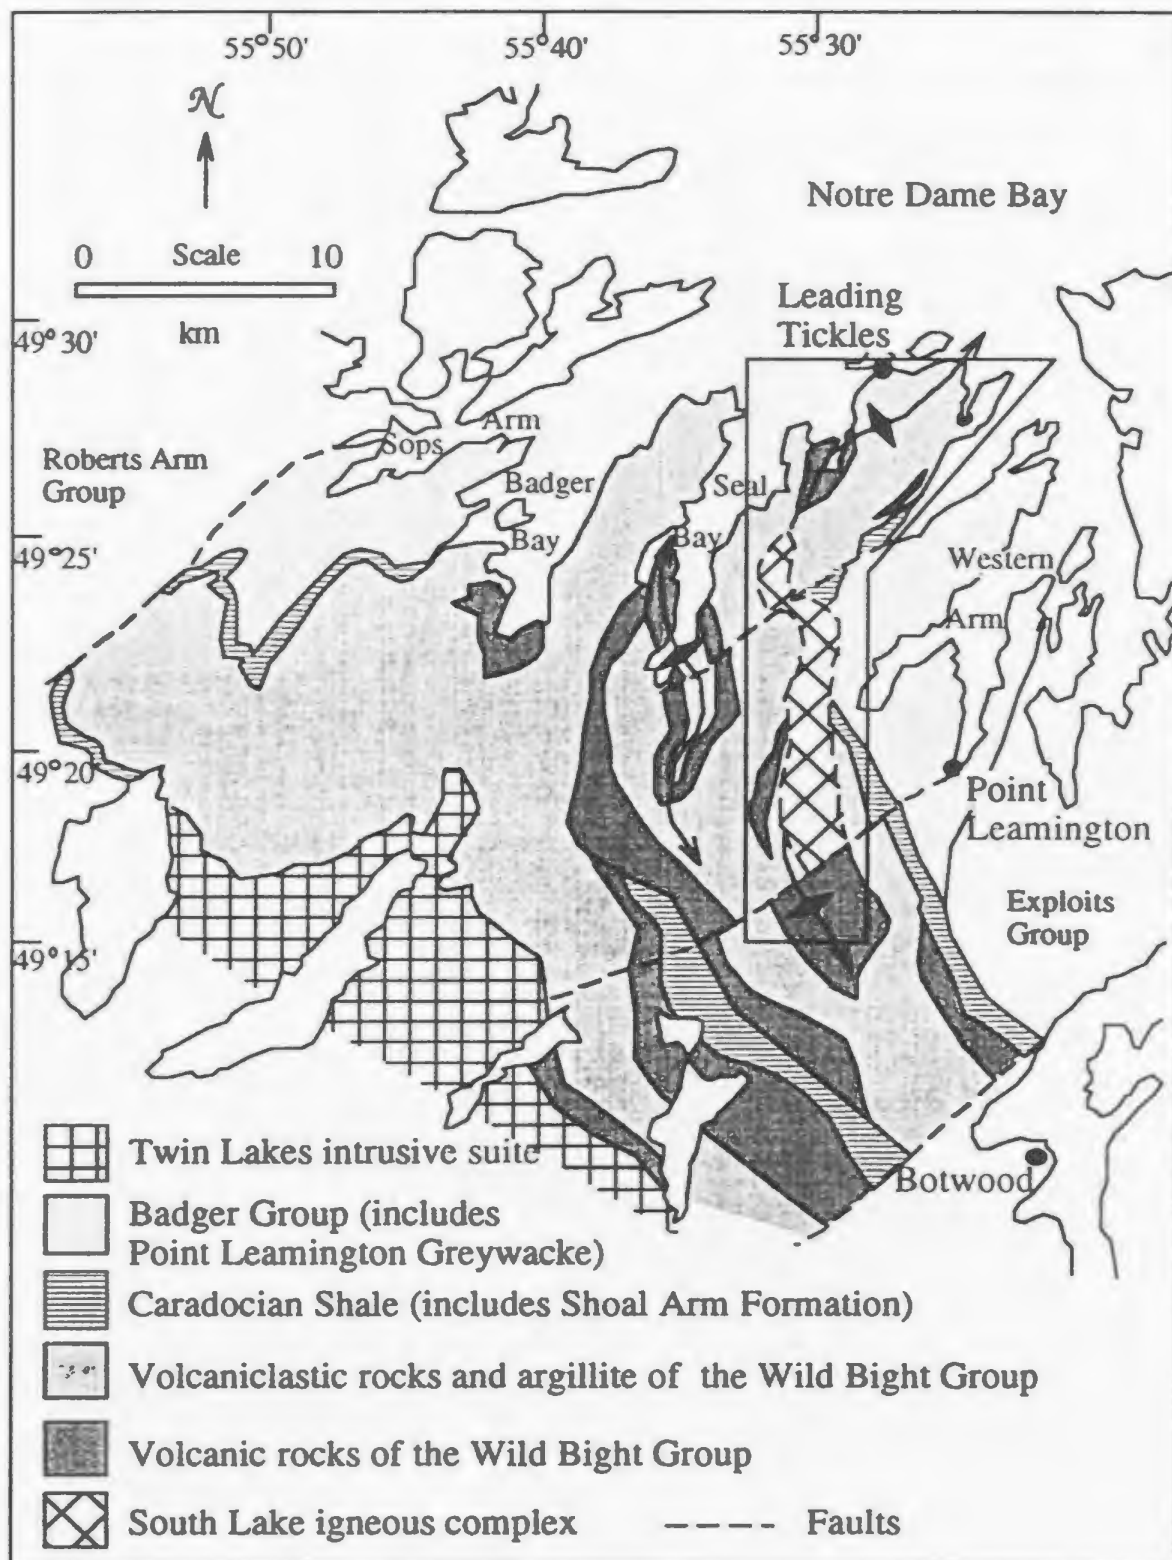 55°50'
55°40'
55°30'
N
Notre Dame Bay
0 Scale 10
km
Leading
Tickles
49° 30'
Arm
Sops
Roberts Arm
Group
Badger
Seal
Bay
Bay
49°25'
Western
Arm
49°20'
Point
Leamington
Exploits
Group
49°15'
Botwood
Twin Lakes intrusive suite
Badger Group (includes
Point Leamington Greywacke)
Caradocian Shale (includes Shoal Arm Formation)
Volcaniclastic rocks and argillite of the Wild Bight Group
Volcanic rocks of the Wild Bight Group
South Lake igneous complex
Faults